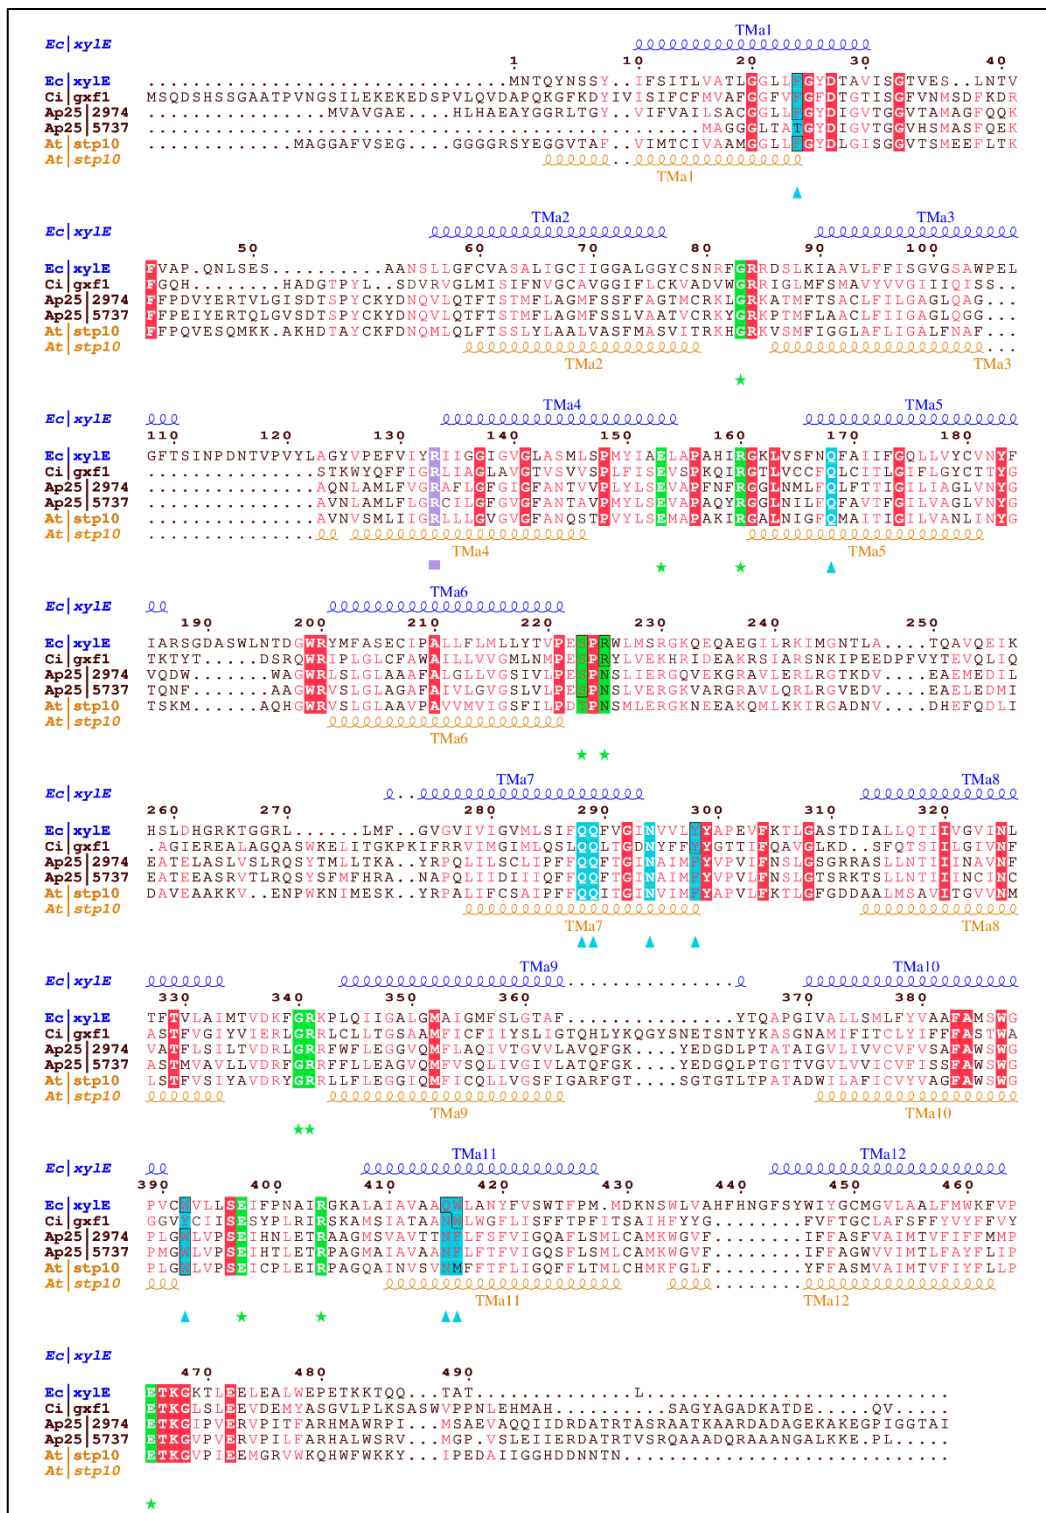 TMa1
Ec|xylE
1 10 20 30 40
Ec|xylE ................................MNTQYNSSY.IFSITLVATLGGLLFGYDTAVISGTVES..LNTV
Ci|gxf1 MSQDSHSSGAATPVNGSILEKEKEDSPVLQVDAPQKGFKDYIVISIFCFMVAFGGFVFGFDTGTISGFVNMSDFKDR
Ap25|2974 ................MVAVGAE..HLHAEAYGGRLTGY.VIFVAILSACGGLLFGYDIGVTGGVTAMAGFQQK
Ap25|5737 .................................MAGGGLTATGYDIGVTGGVHSMASFQEK
At|stp10 ..........MAGGAFVSEG...GGGRSYEGGVTAF.VIMTCIVAAMGGLLFGYDLGISGGVTSMEEFLTK
At|stp10
TMa1
TMa2 TMa3
Ec|xylE
50 60 70 80 90 100
Ec|xylE FVAP.QNLSES...........AANSLLGFCVASALIGCIIGGALGGYCSNRFGRRDSLKIAAVLFFISGVGSAWPEL
Ci|gxf1 FGQH........HADGTPYL...SDVRVGLMISIFNVGCAVGGIFLCKVADVWGRRIGLMFSMAVYVVGIIIQISS...
Ap25|2974 FFPDVYERTVLGISDTSPYCKYDNQVLQTFTSTMFLAGMFSSFFAGTMCRKLGRKATMFTSACLFILGAGLQAG...
Ap25|5737 FFPEIYERTQLGVSDTSPYCKYDNQVLQTFTSTMFLAGMFSSLVAATVCRKYGRKPTMFLAACLFIIGAGLQGG...
At|stp10 FFPQVESQMKK.AKHDTAYCKFDNQMLQLFTSSLYLAALVASFMASVITRKHGRKVSMFIGGLAFLIGALFNAF...
At|stp10
TMa2 TMa3
TMa4 TMa5
Ec|xylE
110 120 130 140 150 160 170 180
Ec|xylE GFTSINPDNTVPVYLAGYVPEFVIYRIIGGIGVGLASMLSPMYIAELAPAHIRGKLVSFNQFAIIFGQLLVYCVNYF
Ci|gxf1 ................STKWYQFFIGRIIAGLAVGLVSVVSPLFISEVSPKQIRGTLVCCFQLCITLGIFLGYCTTYG
Ap25|2974 ................AQNLAMLFVGRAFLGFGIGFANTVVPLYLSEVAPFNFRGGLNMLFQLFTTIGILIAGLVNYG
Ap25|5737 ................AVNLAMLFLGRCILGFGVGFANTAVPMYLSEVAPAQYRGGLNILFQLFAVTFGILVAGLVNYG
At|stp10 ................AVNVSMLIIGRLLLGVGVGFANQSTPVYLSEMAPAKIRGALNIGFQMAITIGILVANLINYG
At|stp10
TMa4 TMa5
TMa6
Ec|xylE
190 200 210 220 230 240 250
Ec|xylE IARSGDASWLNTDGWRYMFASECIPALLFLMLLYTVPESPRWLMSRGKQEQAEGILRKIMGNTLA...TQAVQEIK
Ci|gxf1 TKTYT.....DSRQWRIPLGLCFAWAILLVVGMLNMPESPRYLVEKHRIDEAKRSIARSNKIPEEDPFVYTEVQLIQ
Ap25|2974 VQDW......WAGWRLSLGLAAAFALGLLVGSIVLPESPNSLIERGQVEKGRAVLERLRGTKDV.....EAEMEDIL
Ap25|5737 TQNF......AAGWRVSLGLAGAFAIVLGVGSLVLPESPNSLVERGKVARGRAVLQRLRGVEDV.....EAELEDMI
At|stp10 TSKM......AQHGWRVSLGLAAVPAVVMVIGSFILPDTPNSMLERGKNEEAKQMLKKIRGADNV.....DHEFQDLI
At|stp10
TMa6
TMa7 TMa8
Ec|xylE
260 270 280 290 300 310 320
Ec|xylE HSLDHGRKTGGRL......LMF..GVGVIVIGVMLSIFQQFVGINVVLYYAPEVFKTLGASTDIALLQTIIVGVINL
Ci|gxf1 AGIEREALAGQASWKELITGKPKIFRRVIMGIMLQSLQQLTGDNYFFYYGTTIFQAVGLKD..SFQTSIILGIVNF
Ap25|2974 EATELASLVSLRQSYTMLLTKA..YRPQLILSCLIPFFQQFTGINAIMFYVPVIFNSLGSGRRASLLNTIIINAVNV
Ap25|5737 EATEEASRVTLRQSYSFMFHRA..NAPQLIIDIIIQFFQQFTGINAIMFYVPVLFNSLGTSRKTSLLNTIIINCINC
At|stp10 DAVEAAKKV..ENPWKNIMESK..YRPALIFCSAIPFFQQITGINVIMFYAPVLFKTLGFGDDAALMSAVITGVVNM
At|stp10
TMa7 TMa8
TMa9 TMa10
Ec|xylE
330 340 350 360 370 380
Ec|xylE TFTVLAIMTVDKFGRKPLQIIGALGMAIGMFSLGTAF...............YTQAPGIVALLSMLFYVAAFAMSWG
Ci|gxf1 ASTFVGIYVIERLGRRLCLLTGSAAMFICFIIYSLIGTQHLYKQGYSNETSNTYKASGNAMIFITCLYIFFFASTWA
Ap25|2974 VATFLSILTVDRLGRRFWFLEGGVQMFLAQIVTGVVLAVQFGK....YEDGDLPTATAIGVLIVVCVFVSAFAWSWG
Ap25|5737 ASTMVAVLLVDRFGRRFFLLEAGVQMFVSQLIVGIVLATQFGK....YEDGQLPTGTTVGVLVVICVFISSFAWSWG
At|stp10 LSTFVSIYAVDRYGRRLLFLEGGIQMFICQLLVGSFIGARFGT....SGTGTLTPATADWILAFICVYVAGFAWSWG
At|stp10
TMa9 TMa10
TMa11 TMa12
Ec|xylE
390 400 410 420 430 440 450 460
Ec|xylE PVCWVLLSEIFPNAIRGKALAIAVAAQWLANYFVSWTFPM.MDKNSWLVAHFHNGFSYWIYGCMGVLAALFMWKFVP
Ci|gxf1 GGVYCIISESYPLRIRSKAMSIATAANWLWGFLISFFTPFITSAIHFYYG........FVFTGCLAFSFFYVYFFVY
Ap25|2974 PLGWLVPSEIHNLETRAAGMSVAVTTNFLFTFVIGQAFLSMLCAMKWGVF........IFFASFVAIMTVFIFFMMP
Ap25|5737 PMGWLVPSEIHTLETRPAGMAIAVAANFLFTFVIGQSFLSMLCAMKWGVF........IFFAGWVVIMTLFAYFLIP
At|stp10 PLGWLVPSEICPLEIRPAGQAINVSVNMFFTFLIGQFFLTMLCHMKFGLF........YFFASMVAIMTVFIYFLLP
At|stp10
TMa11 TMa12
Ec|xylE
470 480 490
Ec|xylE ETKGKTLEELEALWEPETKKTQQ...TAT..............L...........................
Ci|gxf1 ETKGLSLEEVDEMYASGVLPLKSASWVPPNLEHMAH.........SAGYAGADKATDE...QV.....
Ap25|2974 ETKGIPVERVPITFARHMAWRPI...MSAEVAQQIIDRDATRTASRAATKAARDADAGEKAKEGPIGGTAI
Ap25|5737 ETKGVPVERVPILFARHALWSRV...MGP.VSLEIIERDATRTVSRQAAADQRAAANGALKKE.PL.....
At|stp10 ETKGVPIEEMGRVWKQHWFWKKY...IPEDAIIGGHDDNNTN.............................
At|stp10